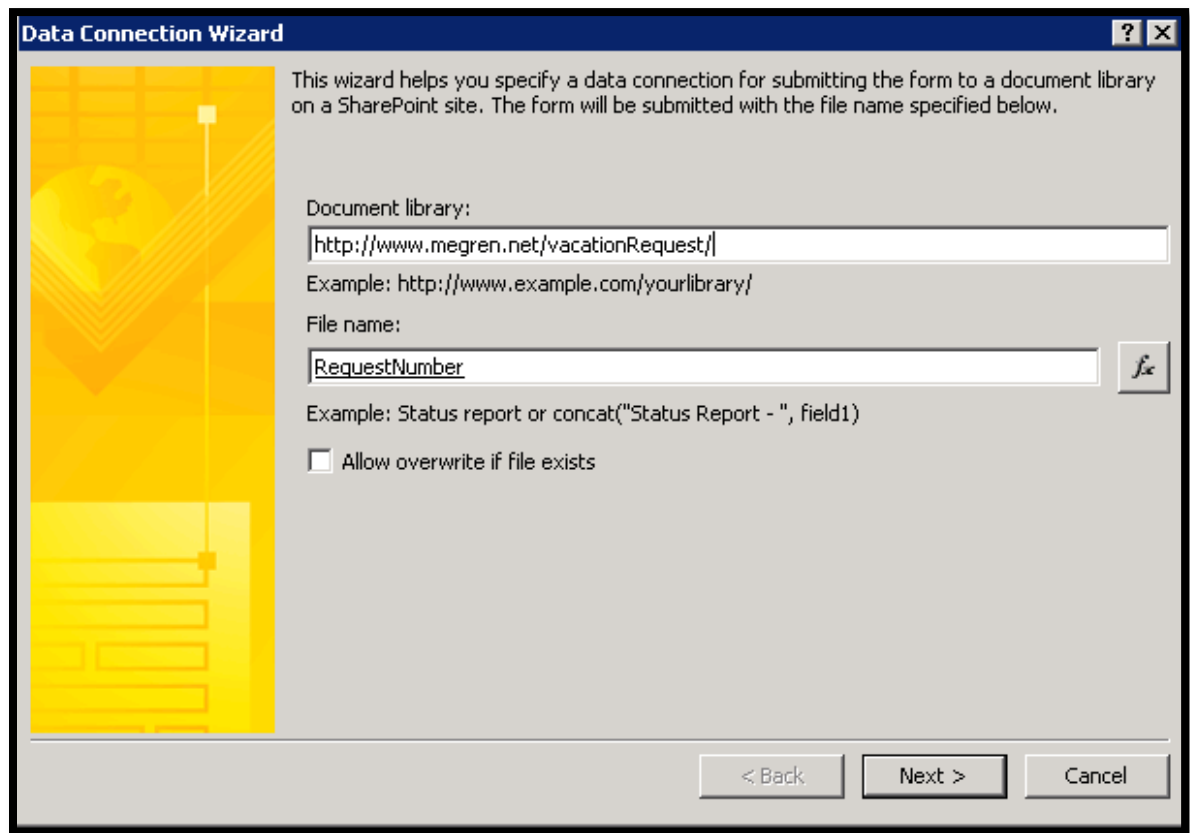 Data Connection Wizard
This wizard helps you specify a data connection for submitting the form to a document library
on a SharePoint site. The form will be submitted with the file name specified below.
Document library:
http://www.megren.net/vacationRequest/
Example: http://www.example.com/yourlibrary/
File name:
RequestNumber
fx
Example: Status report or concat("Status Report - ", field1)
Allow overwrite if file exists
< Back Next > Cancel